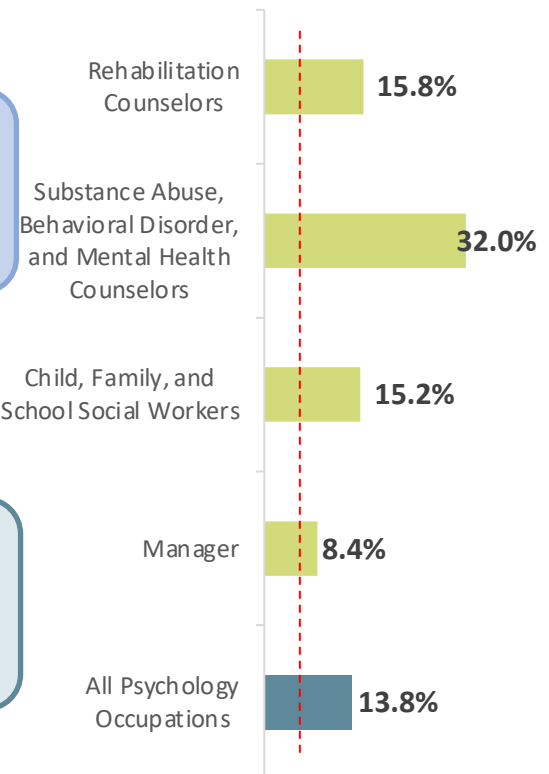 Rehabilitation
Counselors
15.8%
Substance Abuse,
Behavioral Disorder,
and Mental Health
Counselors
32.0%
Child, Family, and
School Social Workers
15.2%
Manager
8.4%
All Psychology
Occupations
13.8%